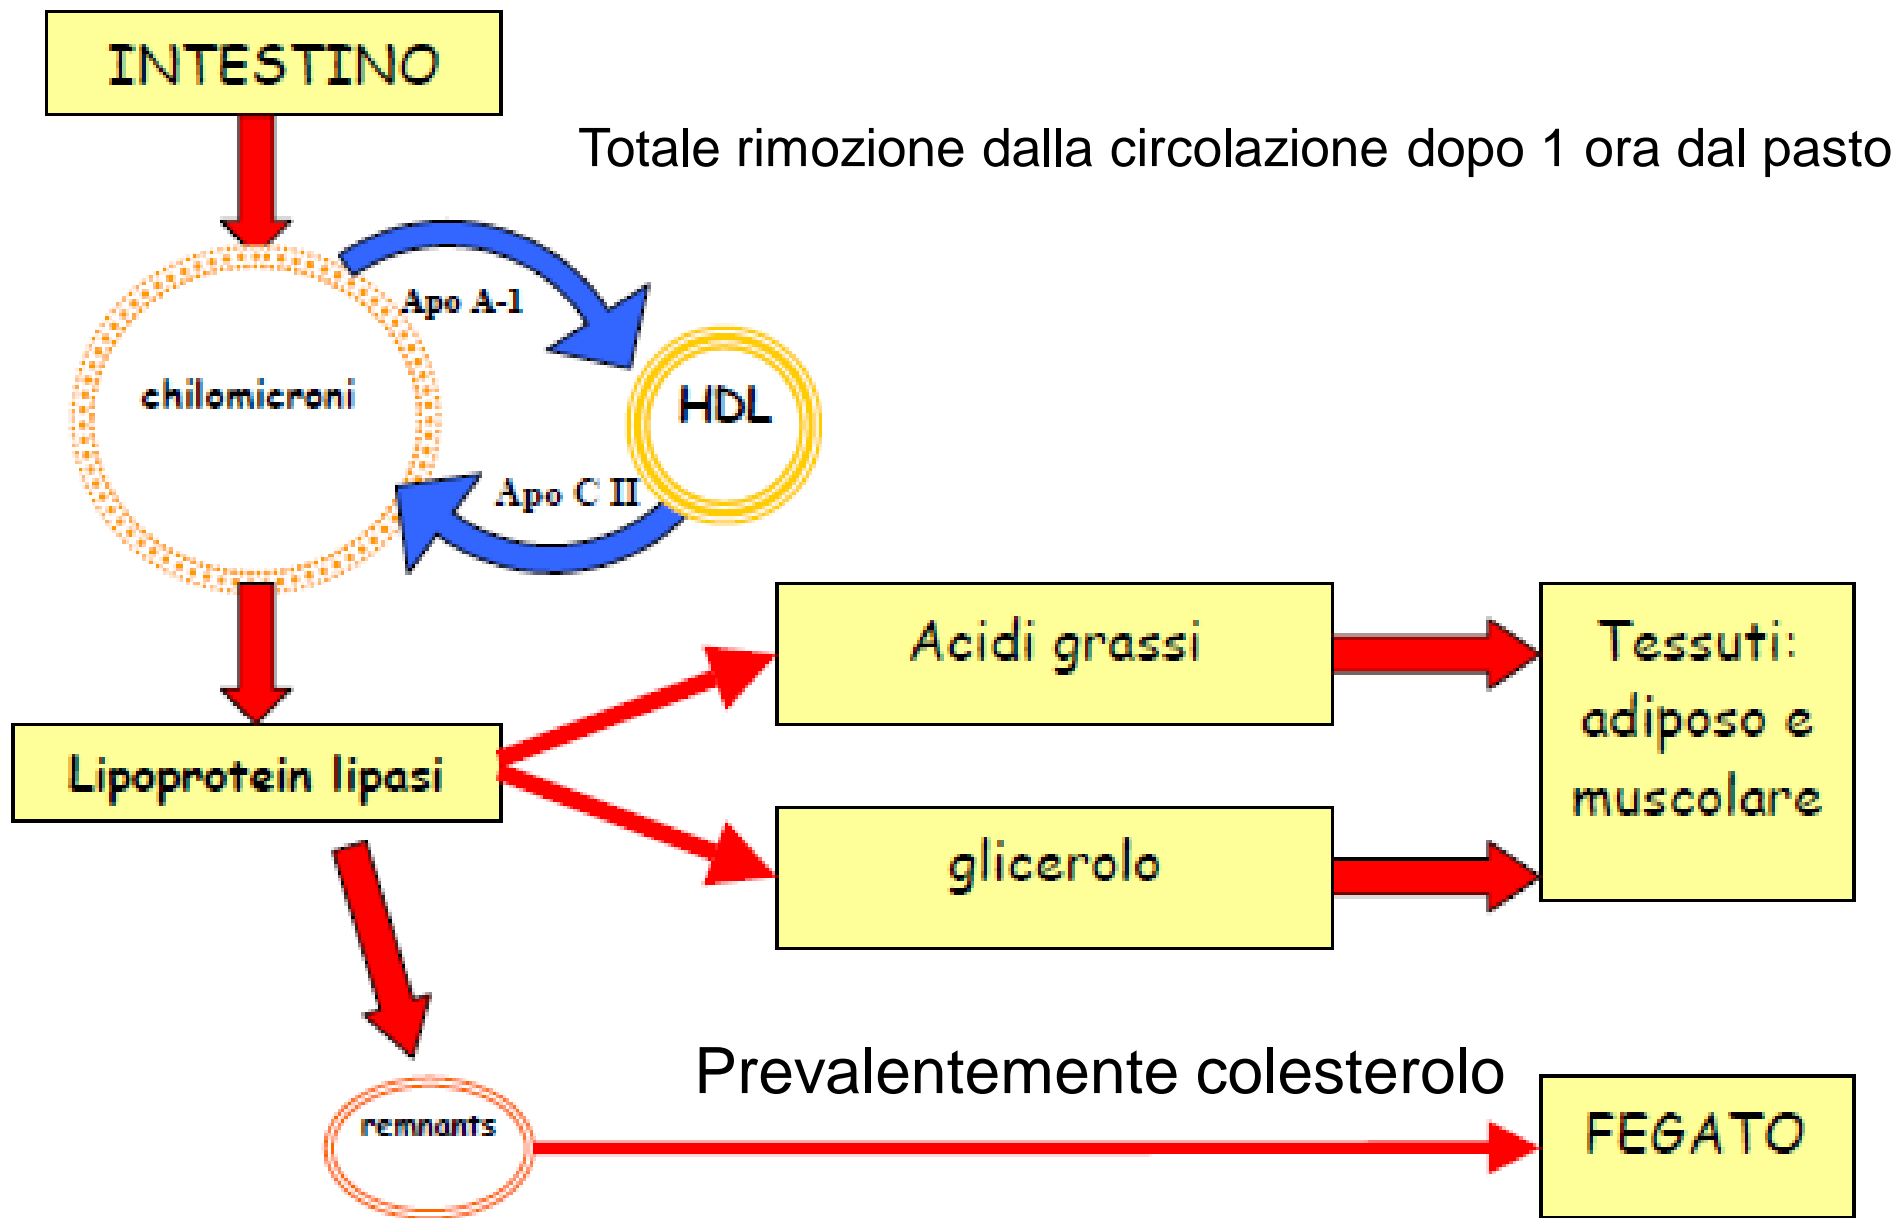 INTESTINO
Totale rimozione dalla circolazione dopo 1 ora dal pasto
Apo A-1
chilomicroni
HDL
Apo C II
Acidi grassi
Tessuti:
adiposo e
muscolare
Lipoprotein lipasi
glicerolo
Prevalentemente colesterolo
remnants
FEGATO